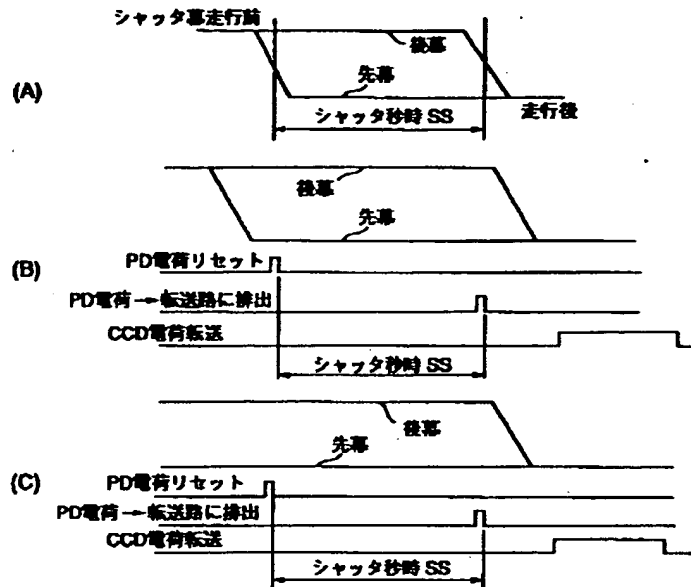 シャッタ幕走行前
後幕
(A)
先幕
走行後
シャッタ秒時 SS
後幕
先幕
(B)
PD電荷リセット
PD電荷→転送路に排出
CCD電荷転送
シャッタ秒時 SS
後幕
先幕
(C)
PD電荷リセット
PD電荷→転送路に排出
CCD電荷転送
シャッタ秒時 SS